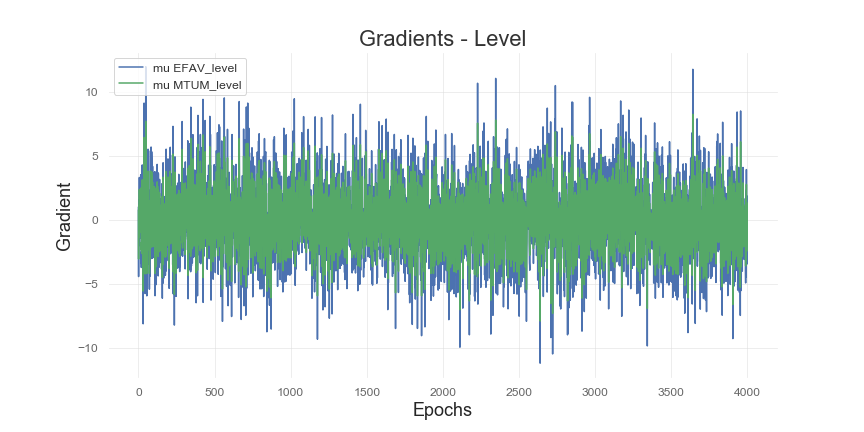 Gradients - Level
mu EFAV_level
mu MTUM_level
10
5
0
−5
−10
Gradient
0 500 1000 1500 2000 2500 3000 3500 4000
Epochs